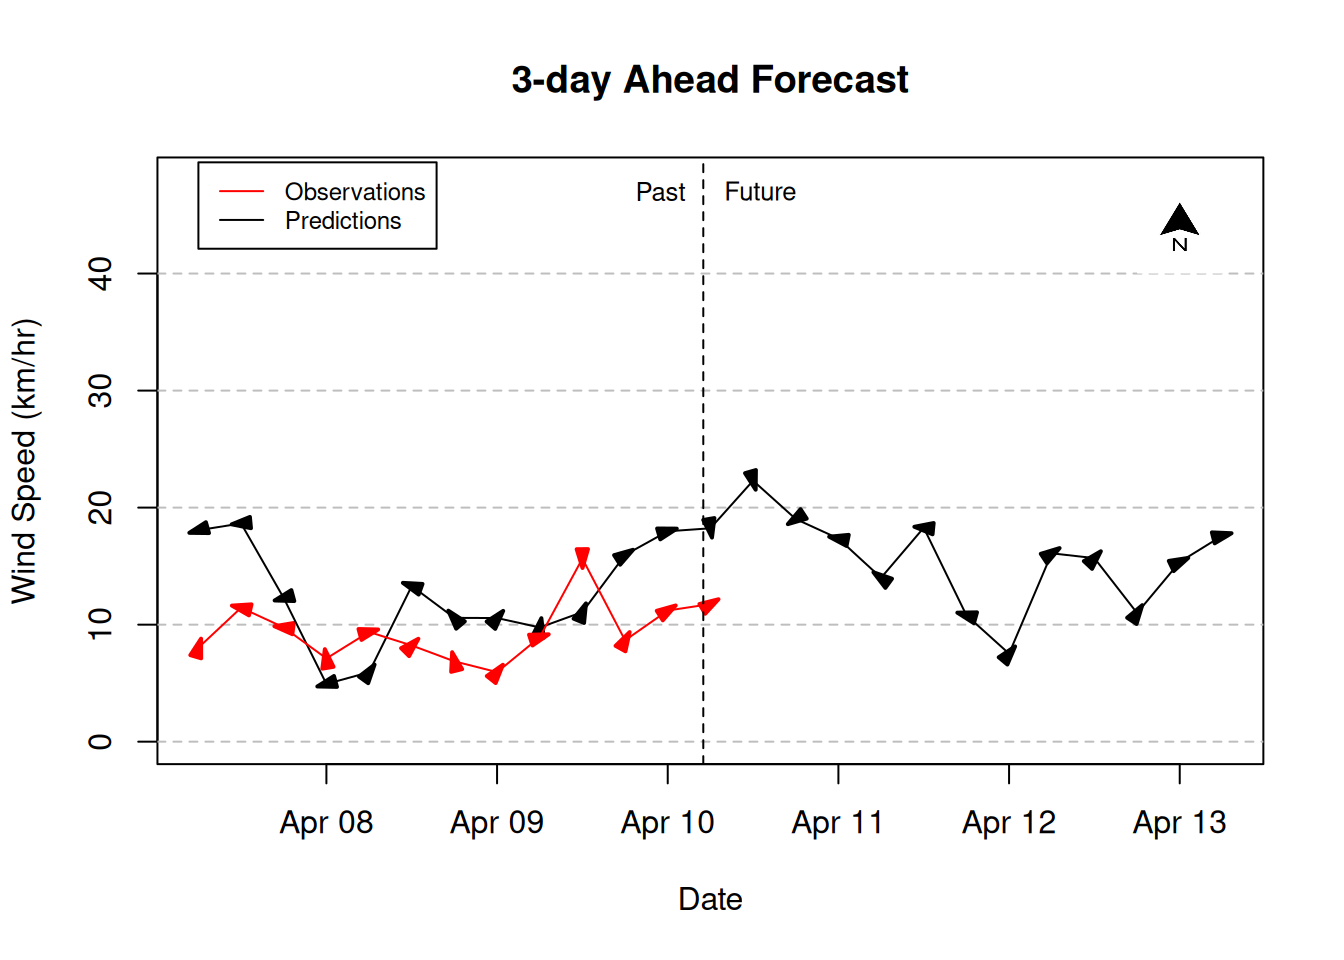 3-day Ahead Forecast
Observations
Predictions
Past
Future
N
40
30
20
10
0
Wind Speed (km/hr)
Apr 08
Apr 09
Apr 10
Apr 11
Apr 12
Apr 13
Date